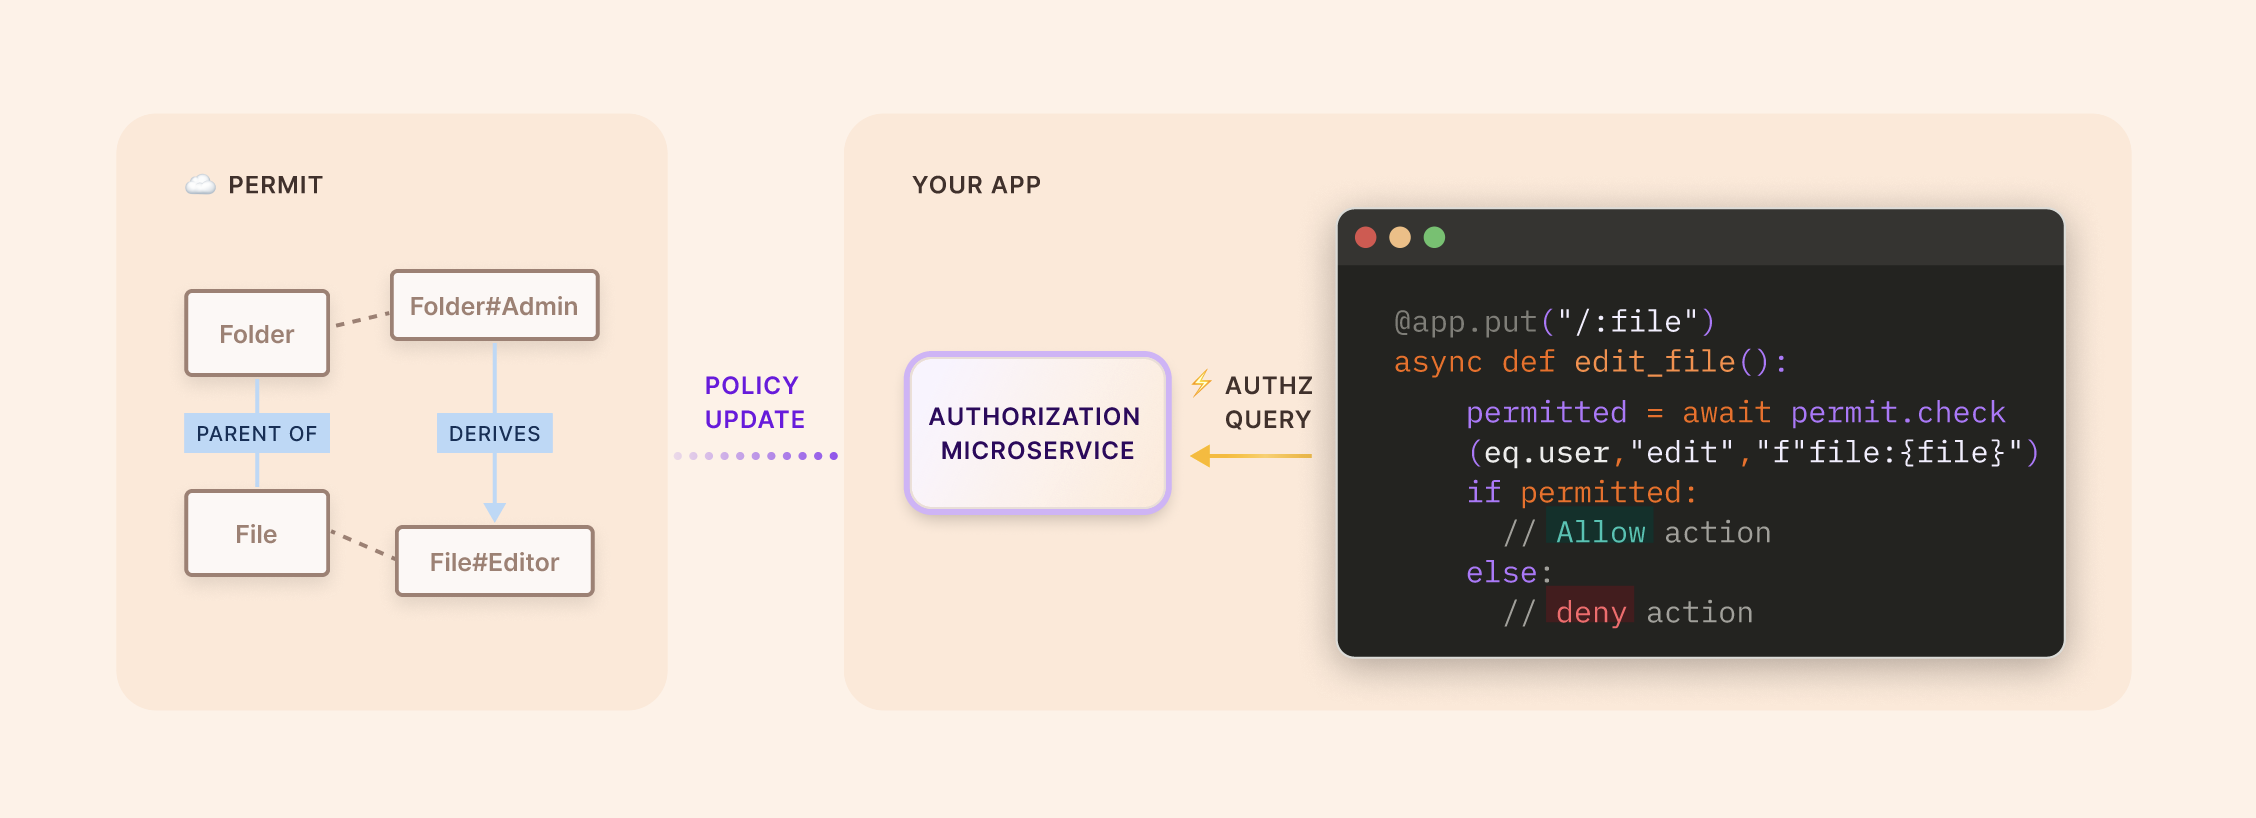 ☁️ PERMIT
Folder
Folder#Admin
PARENT OF
DERIVES
File
File#Editor
POLICY
UPDATE
YOUR APP
AUTHORIZATION
MICROSERVICE
⚡ AUTHZ
QUERY
@app.put("/:file")
async def edit_file():
permitted = await permit.check
(eq.user,"edit","f"file:{file}")
if permitted:
// Allow action
else:
// deny action